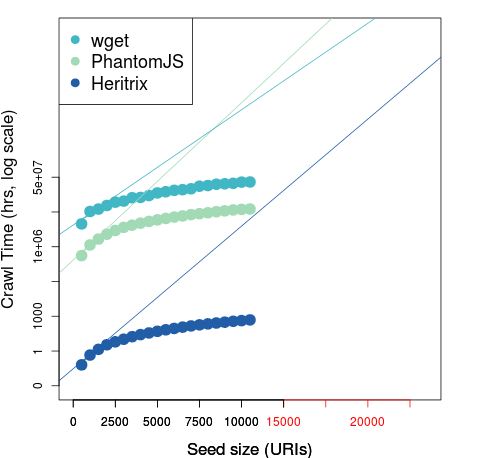 wget
PhantomJS
Heritrix
Crawl Time (hrs, log scale)
5e+07
1e+06
1000
1
0
0 2500 5000 7500 10000 15000 20000
Seed size (URIs)